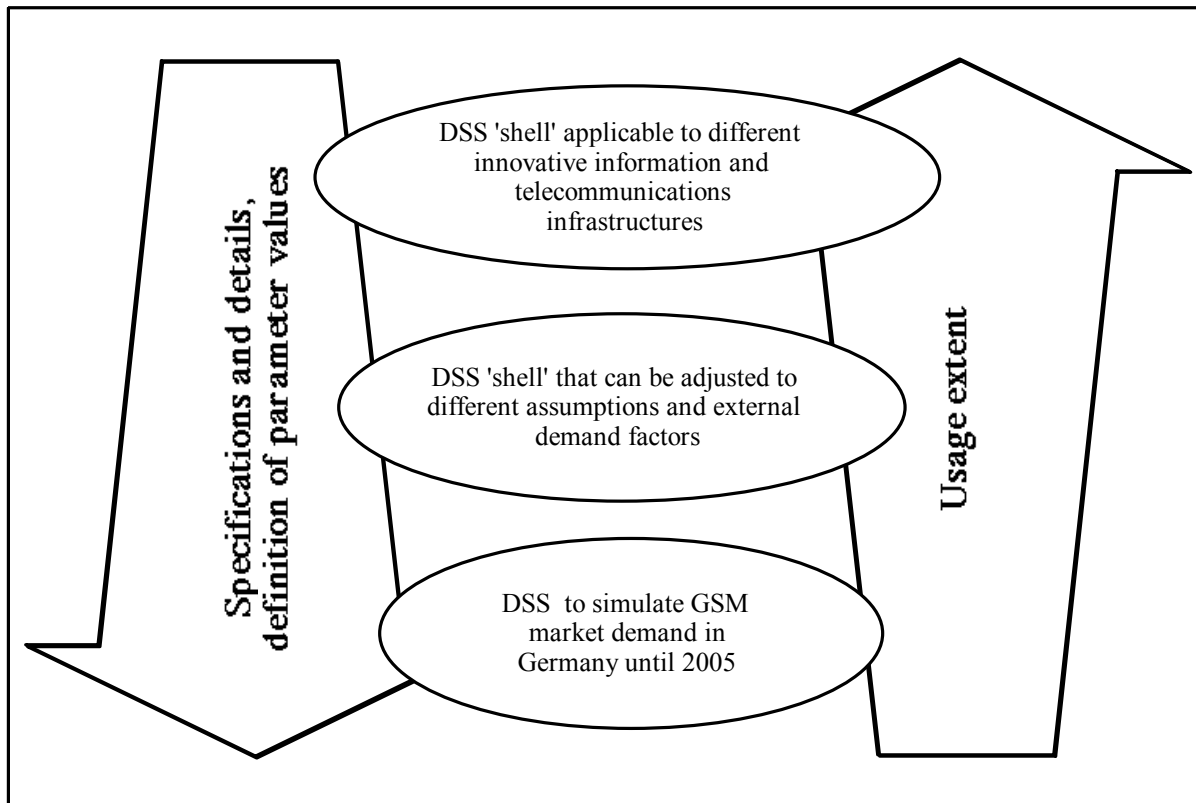 Specifications and details,
definition of parameter values
DSS 'shell' applicable to different
innovative information and
telecommunications
infrastructures
DSS 'shell' that can be adjusted to
different assumptions and external
demand factors
DSS  to simulate GSM
market demand in
Germany until 2005
Usage extent